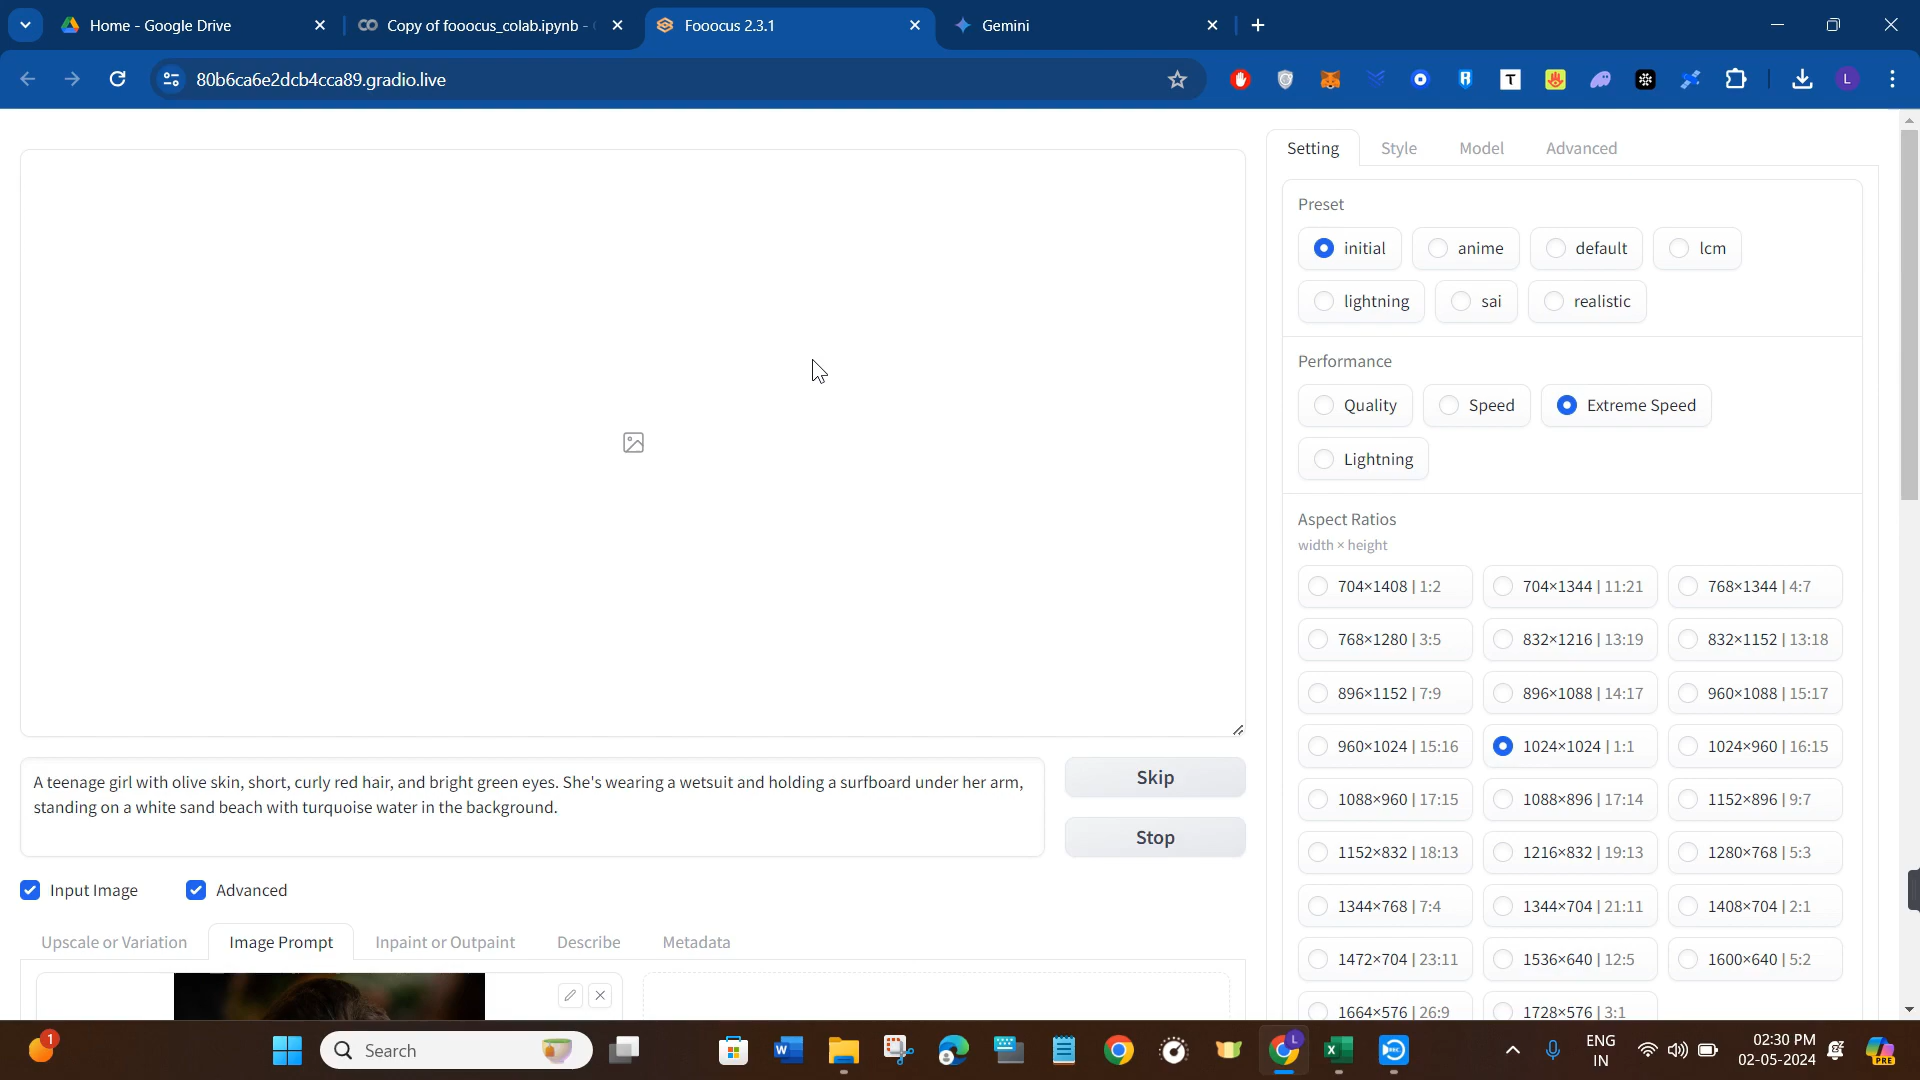 Home - Google Drive
Copy of fooocus_colab.ipynb -
Fooocus 2.3.1
Gemini
80b6ca6e2dcb4cca89.gradio.live
T
L
Setting Style Model Advanced
Preset
initial anime default lcm
lightning sai realistic
Performance
Quality Speed Extreme Speed
Lightning
Aspect Ratios
width × height
704×1408 | 1:2 704×1344 | 11:21 768×1344 | 4:7
768×1280 | 3:5 832×1216 | 13:19 832×1152 | 13:18
896×1152 | 7:9 896×1088 | 14:17 960×1088 | 15:17
960×1024 | 15:16 1024×1024 | 1:1 1024×960 | 16:15
1088×960 | 17:15 1088×896 | 17:14 1152×896 | 9:7
1152×832 | 18:13 1216×832 | 19:13 1280×768 | 5:3
1344×768 | 7:4 1344×704 | 21:11 1408×704 | 2:1
1472×704 | 23:11 1536×640 | 12:5 1600×640 | 5:2
1664×576 | 26:9 1728×576 | 3:1
A teenage girl with olive skin, short, curly red hair, and bright green eyes. She's wearing a wetsuit and holding a surfboard under her arm,
standing on a white sand beach with turquoise water in the background.
Skip
Stop
Input Image Advanced
Upscale or Variation Image Prompt Inpaint or Outpaint Describe Metadata
1
Search
W
L
X
REC
ENG
IN
02:30 PM
02-05-2024
PRE